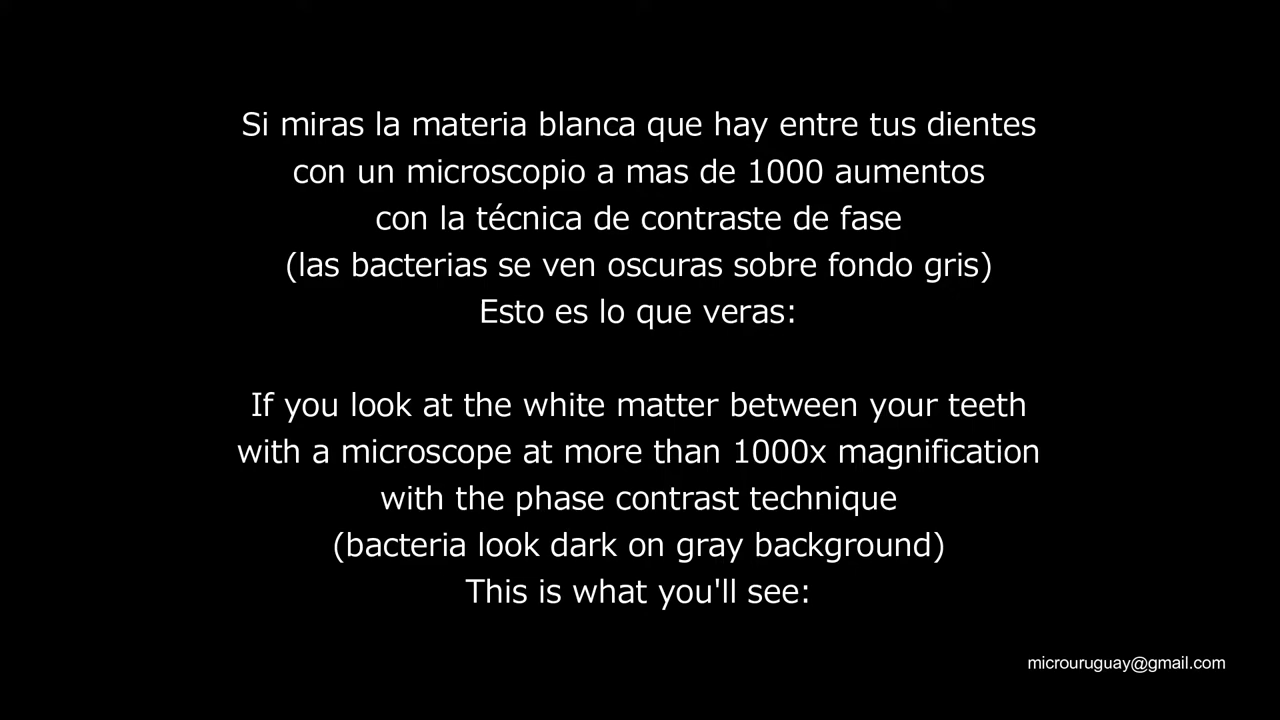 Si miras la materia blanca que hay entre tus dientes
con un microscopio a mas de 1000 aumentos
con la técnica de contraste de fase
(las bacterias se ven oscuras sobre fondo gris)
Esto es lo que veras:
If you look at the white matter between your teeth
with a microscope at more than 1000x magnification
with the phase contrast technique
(bacteria look dark on gray background)
This is what you'll see:
microuruguay@gmail.com